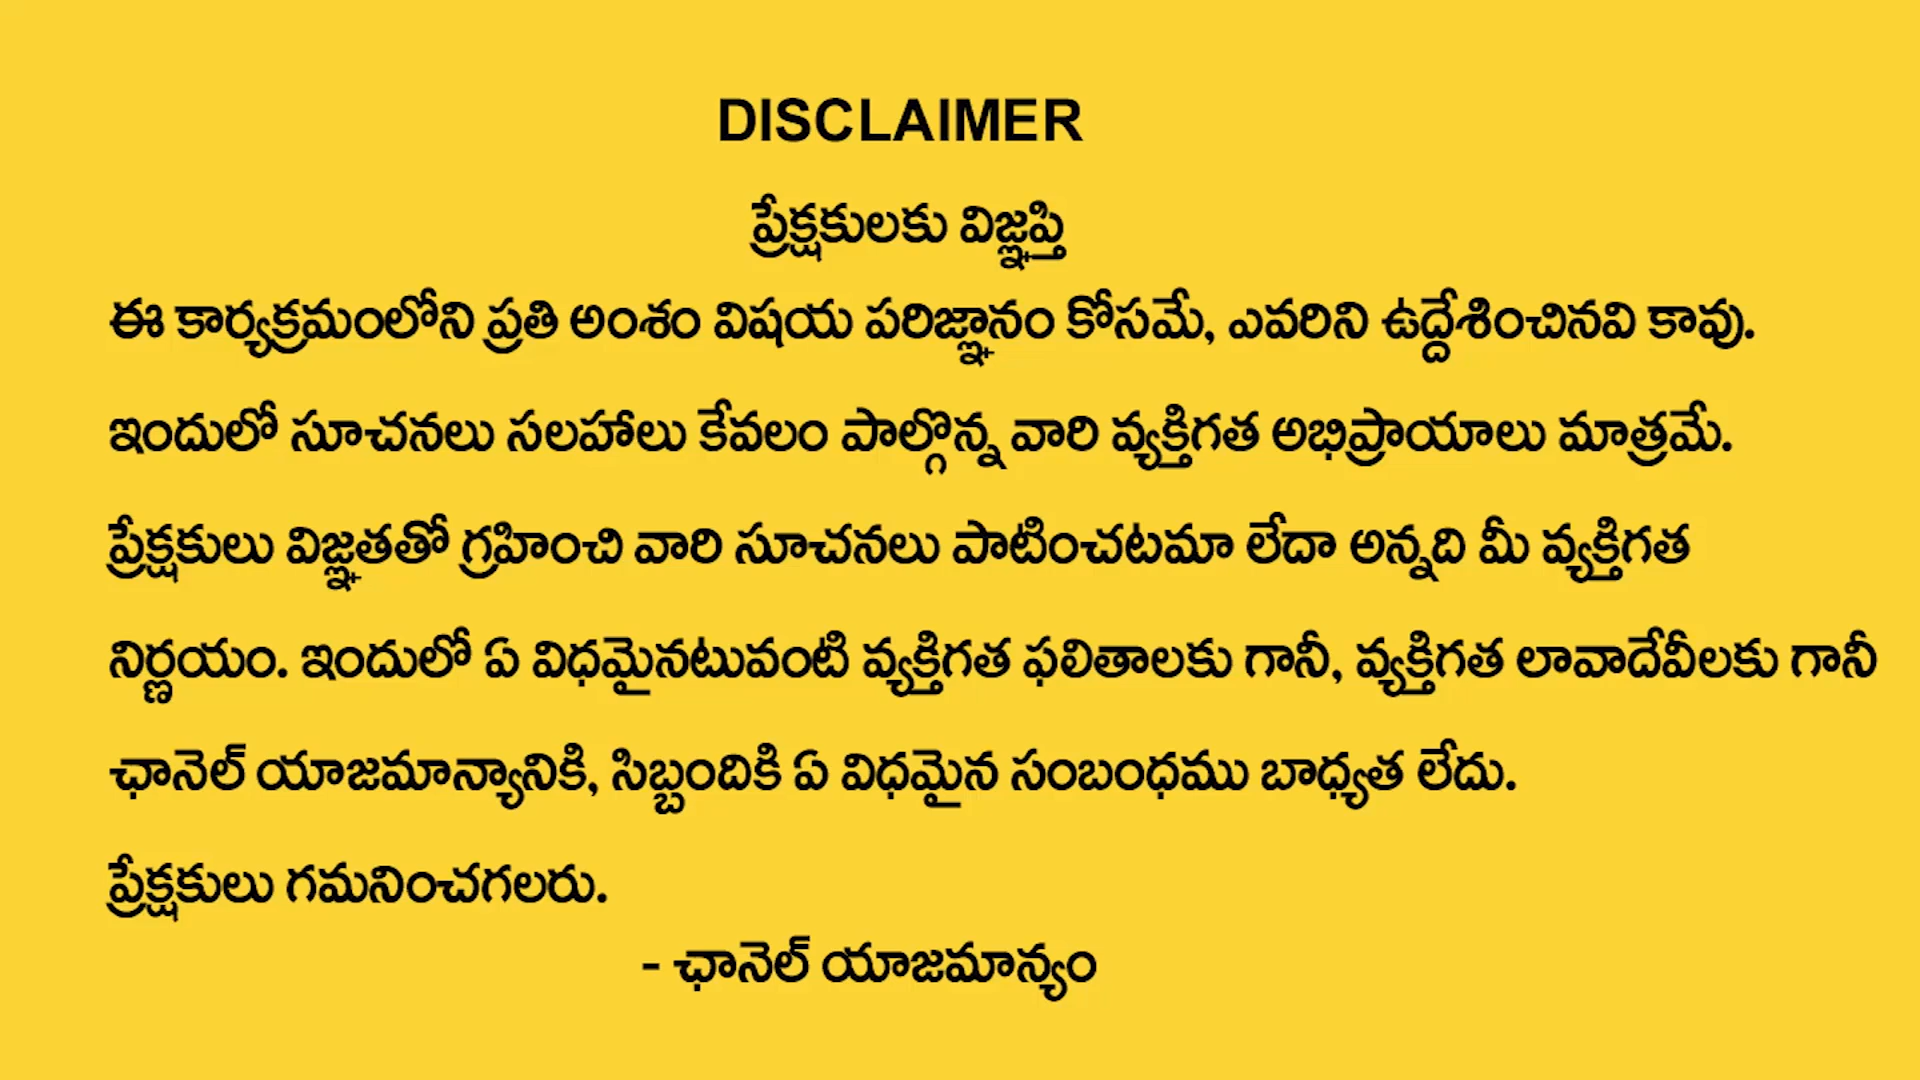 DISCLAIMER
ప్రేక్షకులకు విజ్ఞప్తి
ఈ కార్యక్రమంలోని ప్రతి అంశం విషయ పరిజ్ఞానం కోసమే, ఎవరిని ఉద్దేశించినవి కావు.
ఇందులో సూచనలు సలహాలు కేవలం పాల్గొన్న వారి వ్యక్తిగత అభిప్రాయాలు మాత్రమే.
ప్రేక్షకులు విజ్ఞతతో గ్రహించి వారి సూచనలు పాటించటమా లేదా అన్నది మీ వ్యక్తిగత
నిర్ణయం. ఇందులో ఏ విధమైనటువంటి వ్యక్తిగత ఫలితాలకు గానీ, వ్యక్తిగత లావాదేవీలకు గానీ
ఛానెల్ యాజమాన్యానికి, సిబ్బందికి ఏ విధమైన సంబంధము బాధ్యత లేదు.
ప్రేక్షకులు గమనించగలరు.
- ఛానెల్ యాజమాన్యం